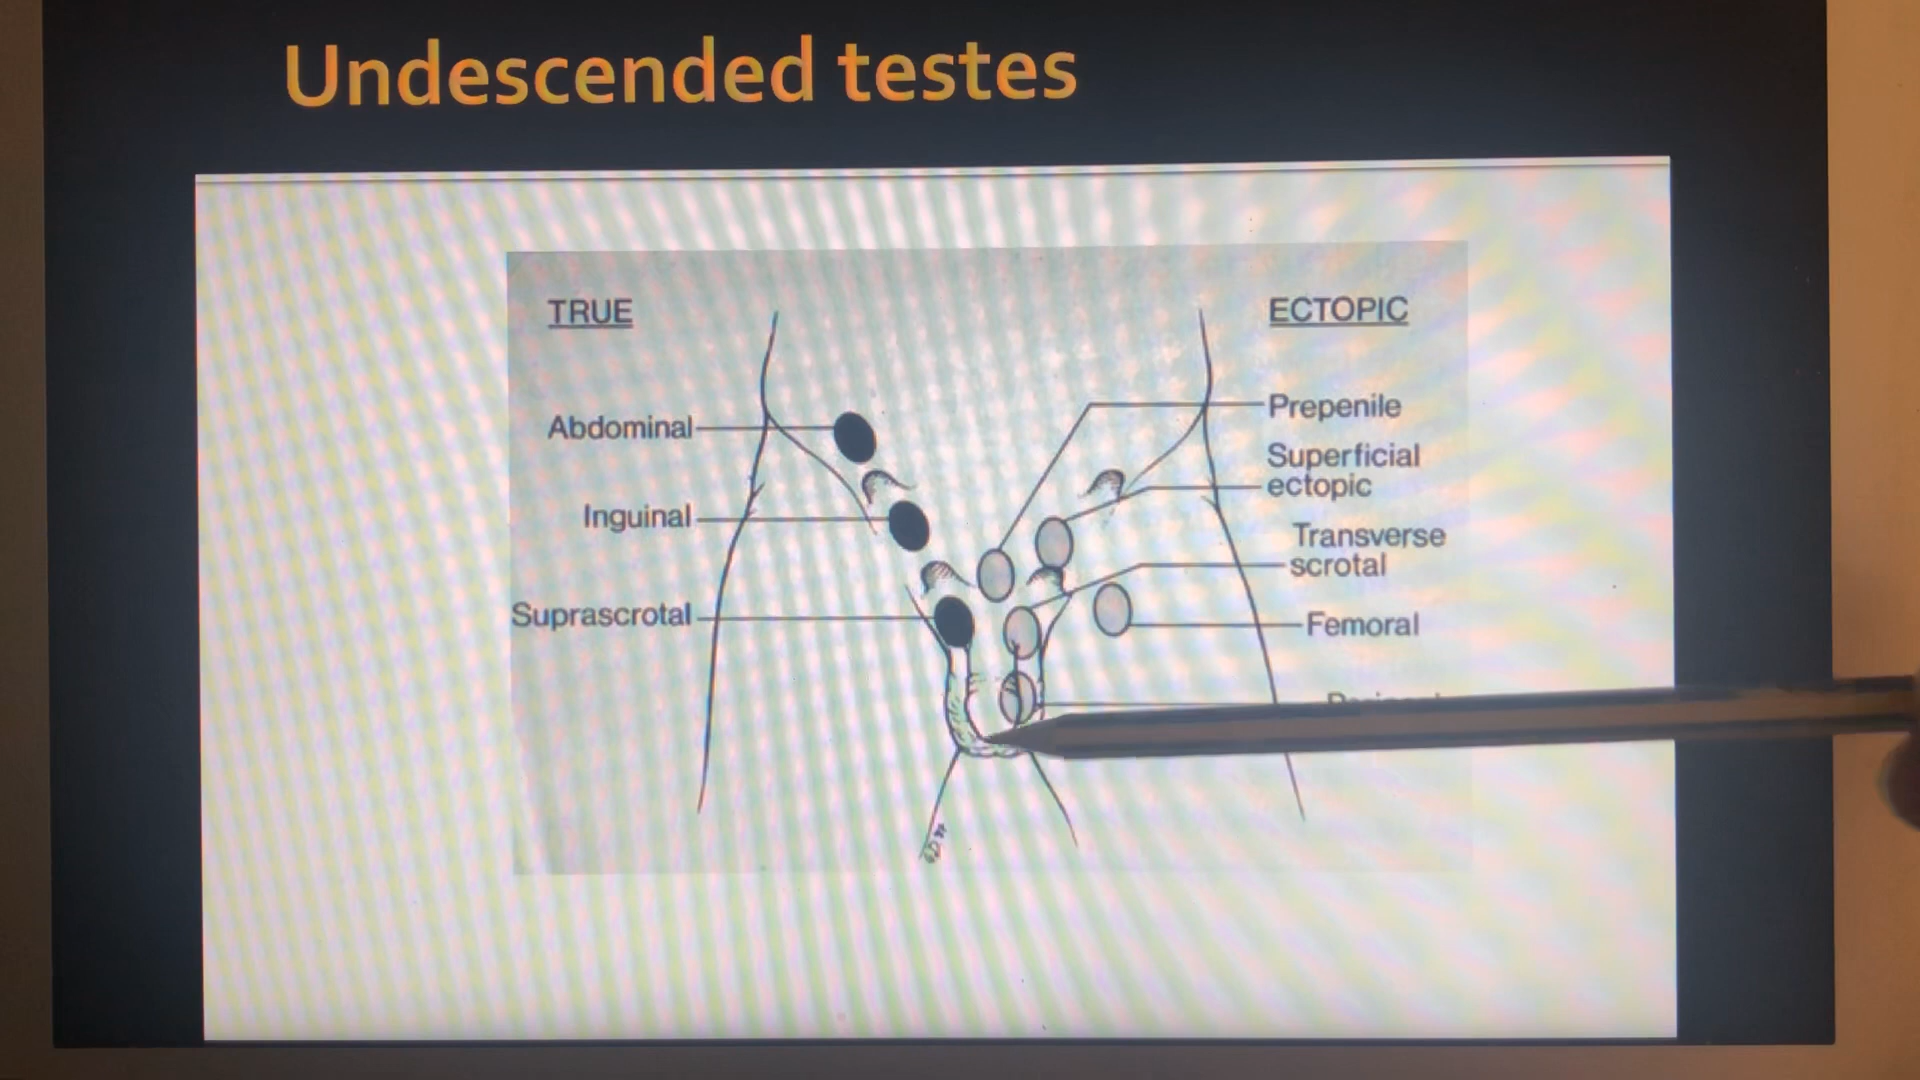 Undescended testes
TRUE
ECTOPIC
Abdominal
Inguinal
Suprascrotal
Prepenile
Superficial
ectopic
Transverse
scrotal
Femoral